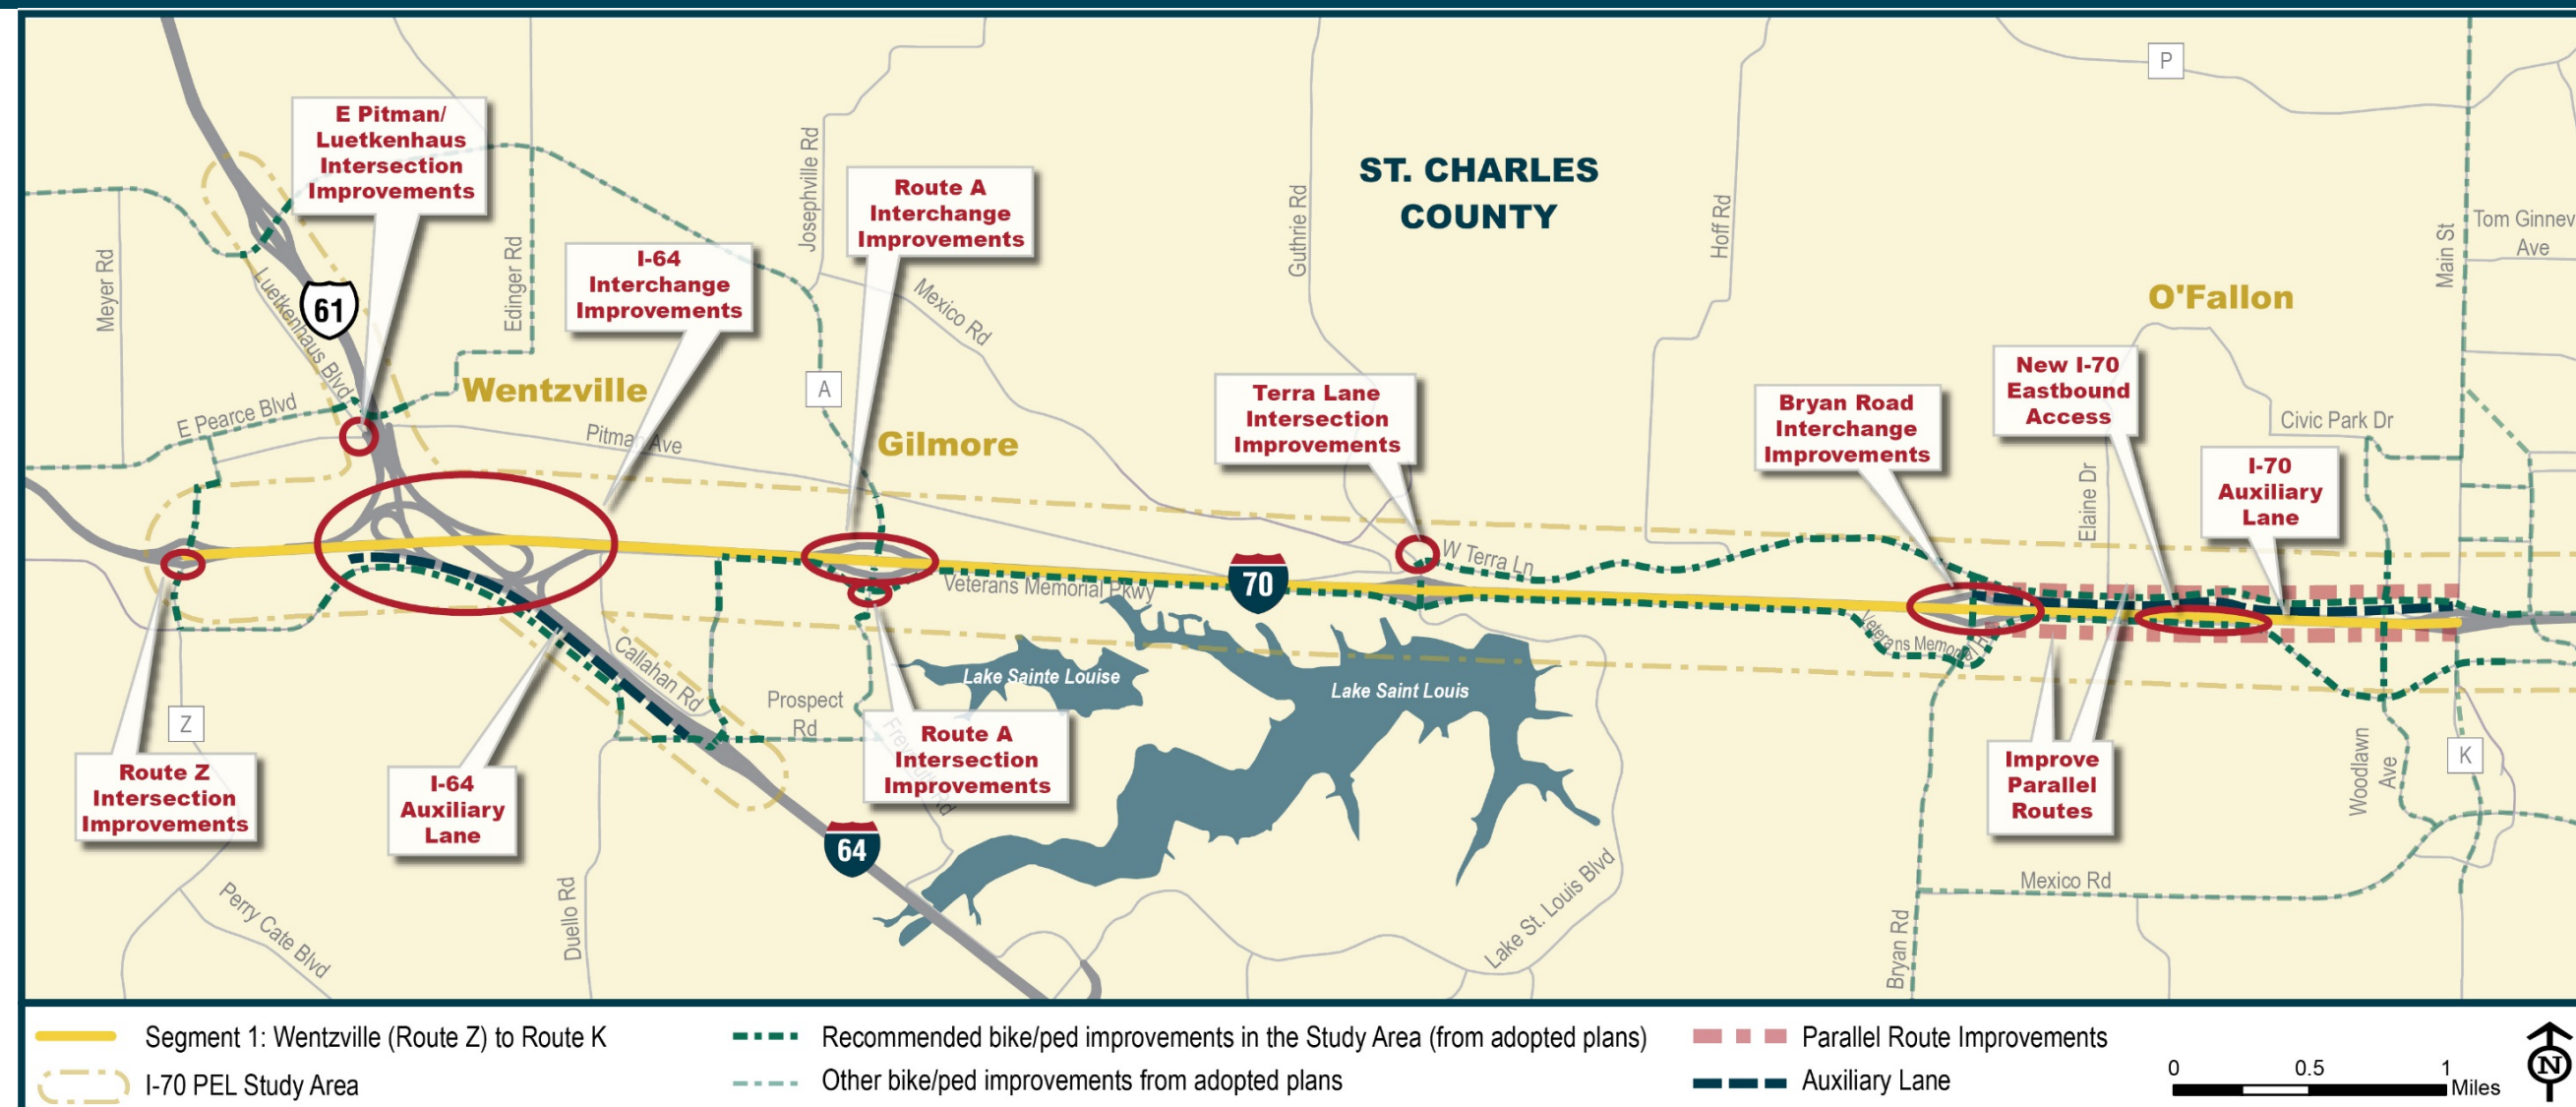 P
E Pitman/
Luetkenhaus
Intersection
Improvements
ST. CHARLES
COUNTY
Route A
Interchange
Improvements
Josephville Rd
Guthrie Rd
Hoff Rd
Main St
Tom Ginnev
Ave
Meyer Rd
Edinger Rd
I-64
Interchange
Improvements
Luetkenhaus Blvd
61
Mexico Rd
O'Fallon
Wentzville
A
E Pearce Blvd
Pitman Ave
Gilmore
Terra Lane
Intersection
Improvements
Bryan Road
Interchange
Improvements
New I-70
Eastbound
Access
Civic Park Dr
Elaine Dr
I-70
Auxiliary
Lane
W Terra Ln
70
Veterans Memorial Pkwy
Veterans Memorial
Callahan Rd
Lake Sainte Louise
Lake Saint Louis
Prospect
Rd
Z
Route Z
Intersection
Improvements
I-64
Auxiliary
Lane
Route A
Intersection
Improvements
Improve
Parallel
Routes
Woodlawn
Ave
K
64
Perry Cate Blvd
Duello Rd
Lake St. Louis Blvd
Mexico Rd
Bryan Rd
Segment 1: Wentzville (Route Z) to Route K
I-70 PEL Study Area
Recommended bike/ped improvements in the Study Area (from adopted plans)
Other bike/ped improvements from adopted plans
Parallel Route Improvements
Auxiliary Lane
0 0.5 1
Miles
N